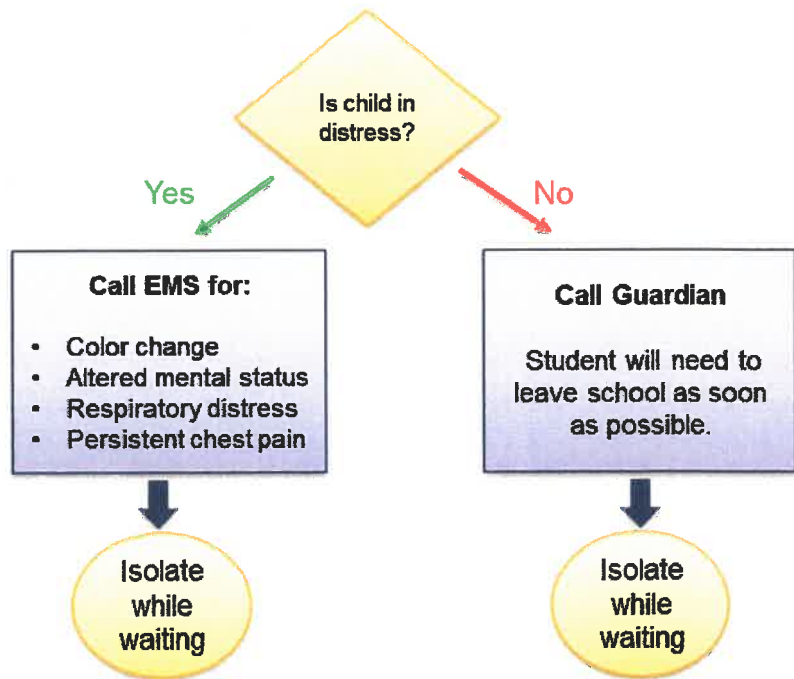 Is child in
distress?
Yes
No
Call EMS for:
• Color change
• Altered mental status
• Respiratory distress
• Persistent chest pain
Call Guardian
Student will need to
leave school as soon
as possible.
Isolate
while
waiting
Isolate
while
waiting